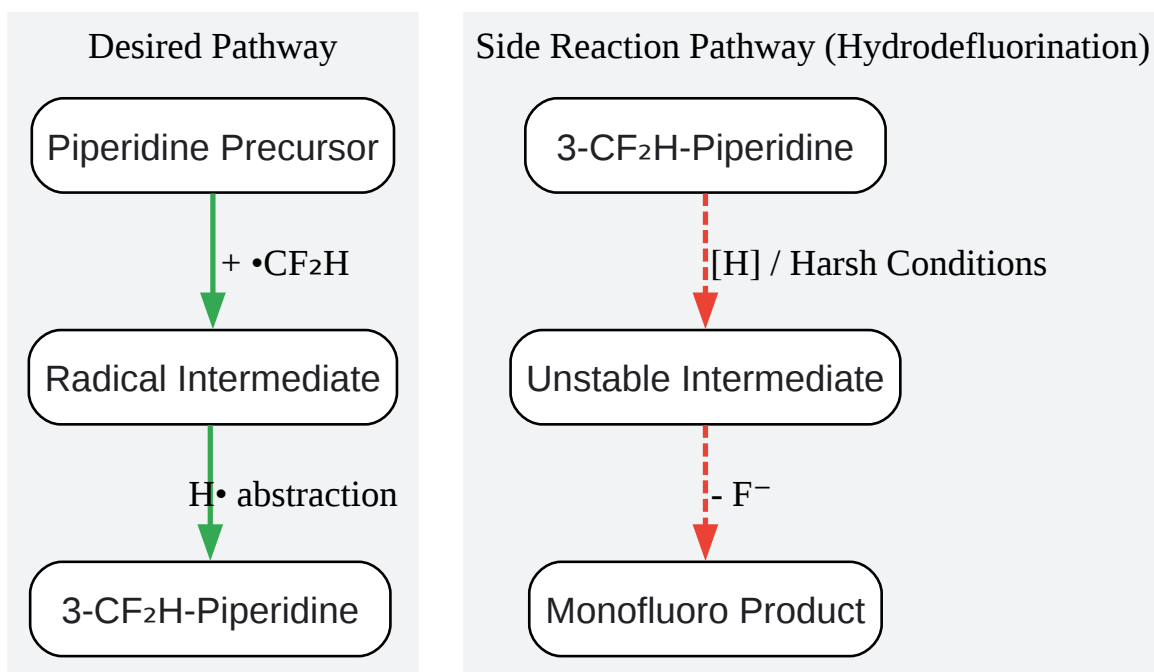 Desired Pathway
Piperidine Precursor
+ •CF₂H
Radical Intermediate
H• abstraction
3-CF₂H-Piperidine
Side Reaction Pathway (Hydrodefluorination)
3-CF₂H-Piperidine
[H] / Harsh Conditions
Unstable Intermediate
- F⁻
Monofluoro Product